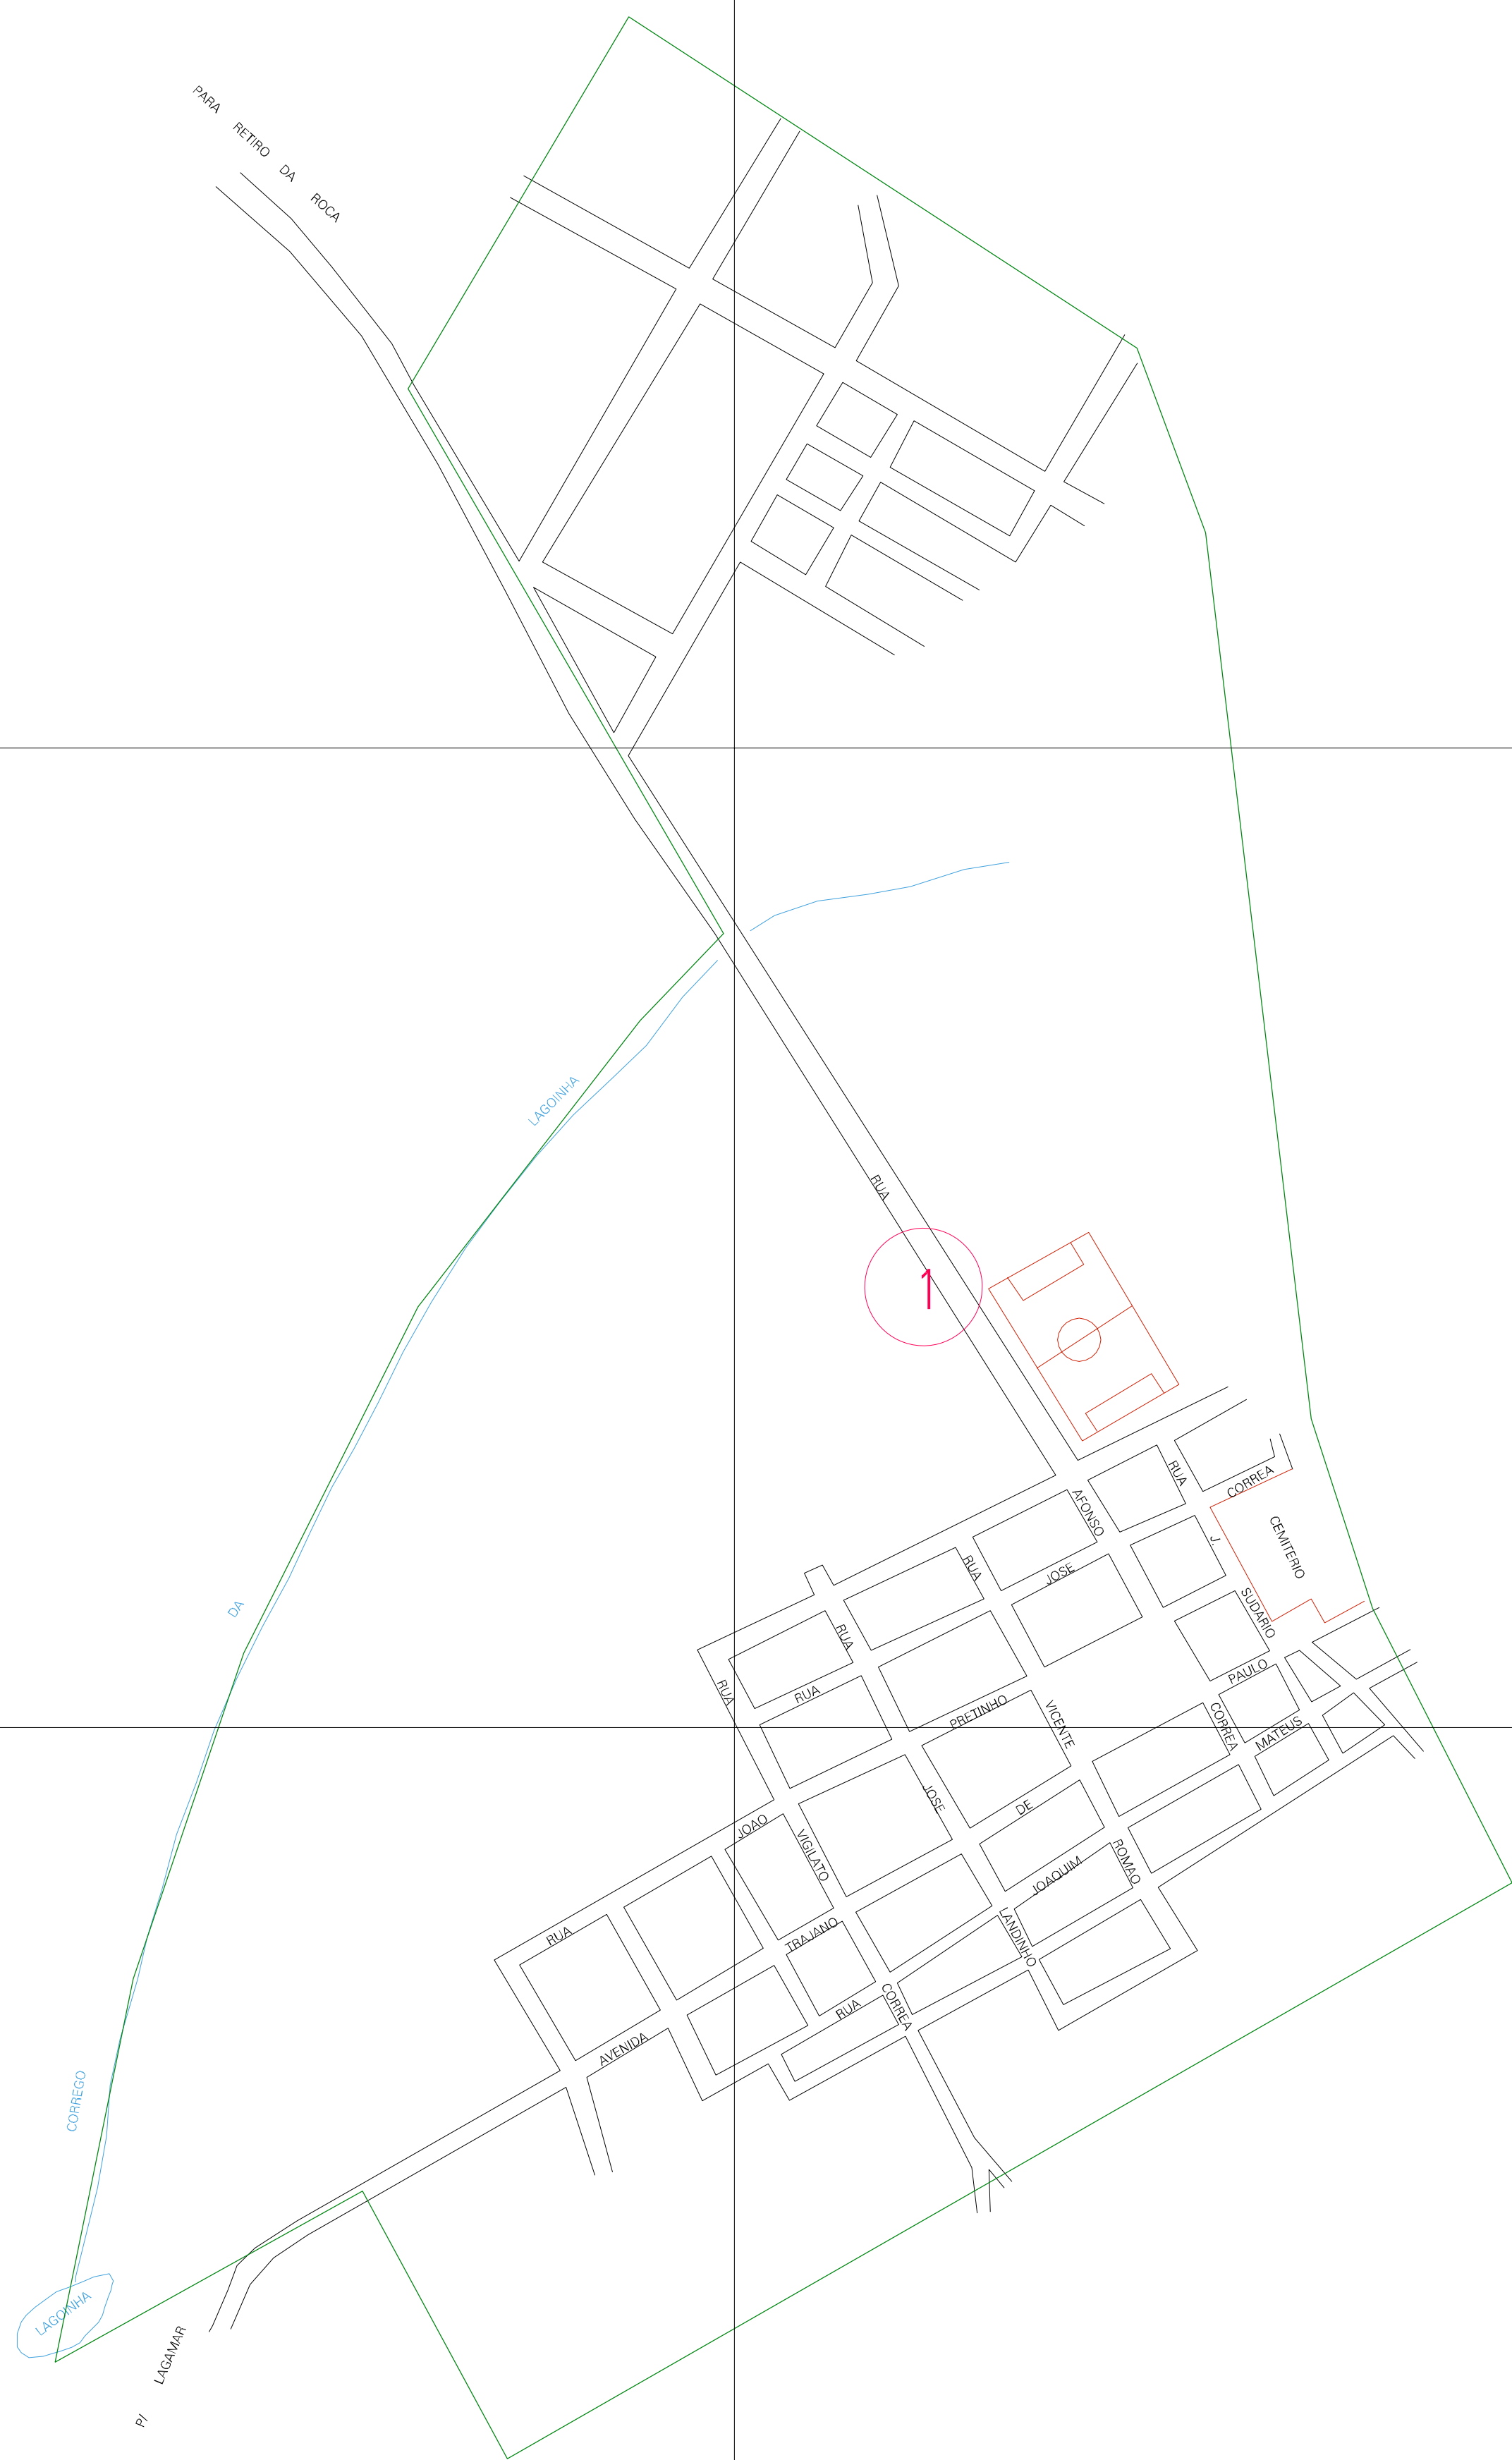 PARA RETIRO DA ROCA
LAGOINHA
DA
CORREGO
LAGOINHA
RUA
1
AFONSO
RUA
J.
SUDARIO
CORREA
CORREA
CEMITERIO
RUA
VICENTE
ROMAO
RUA
JOSE
LANDINHO
RUA
VIGILATO
CORREA
RUA
PRETINHO
JOSE
RUA
JOAO
DE
PAULO
AVENIDA
TRAJANO
RUA
JOAQUIM
MATEUS
P/ LAGAMAR